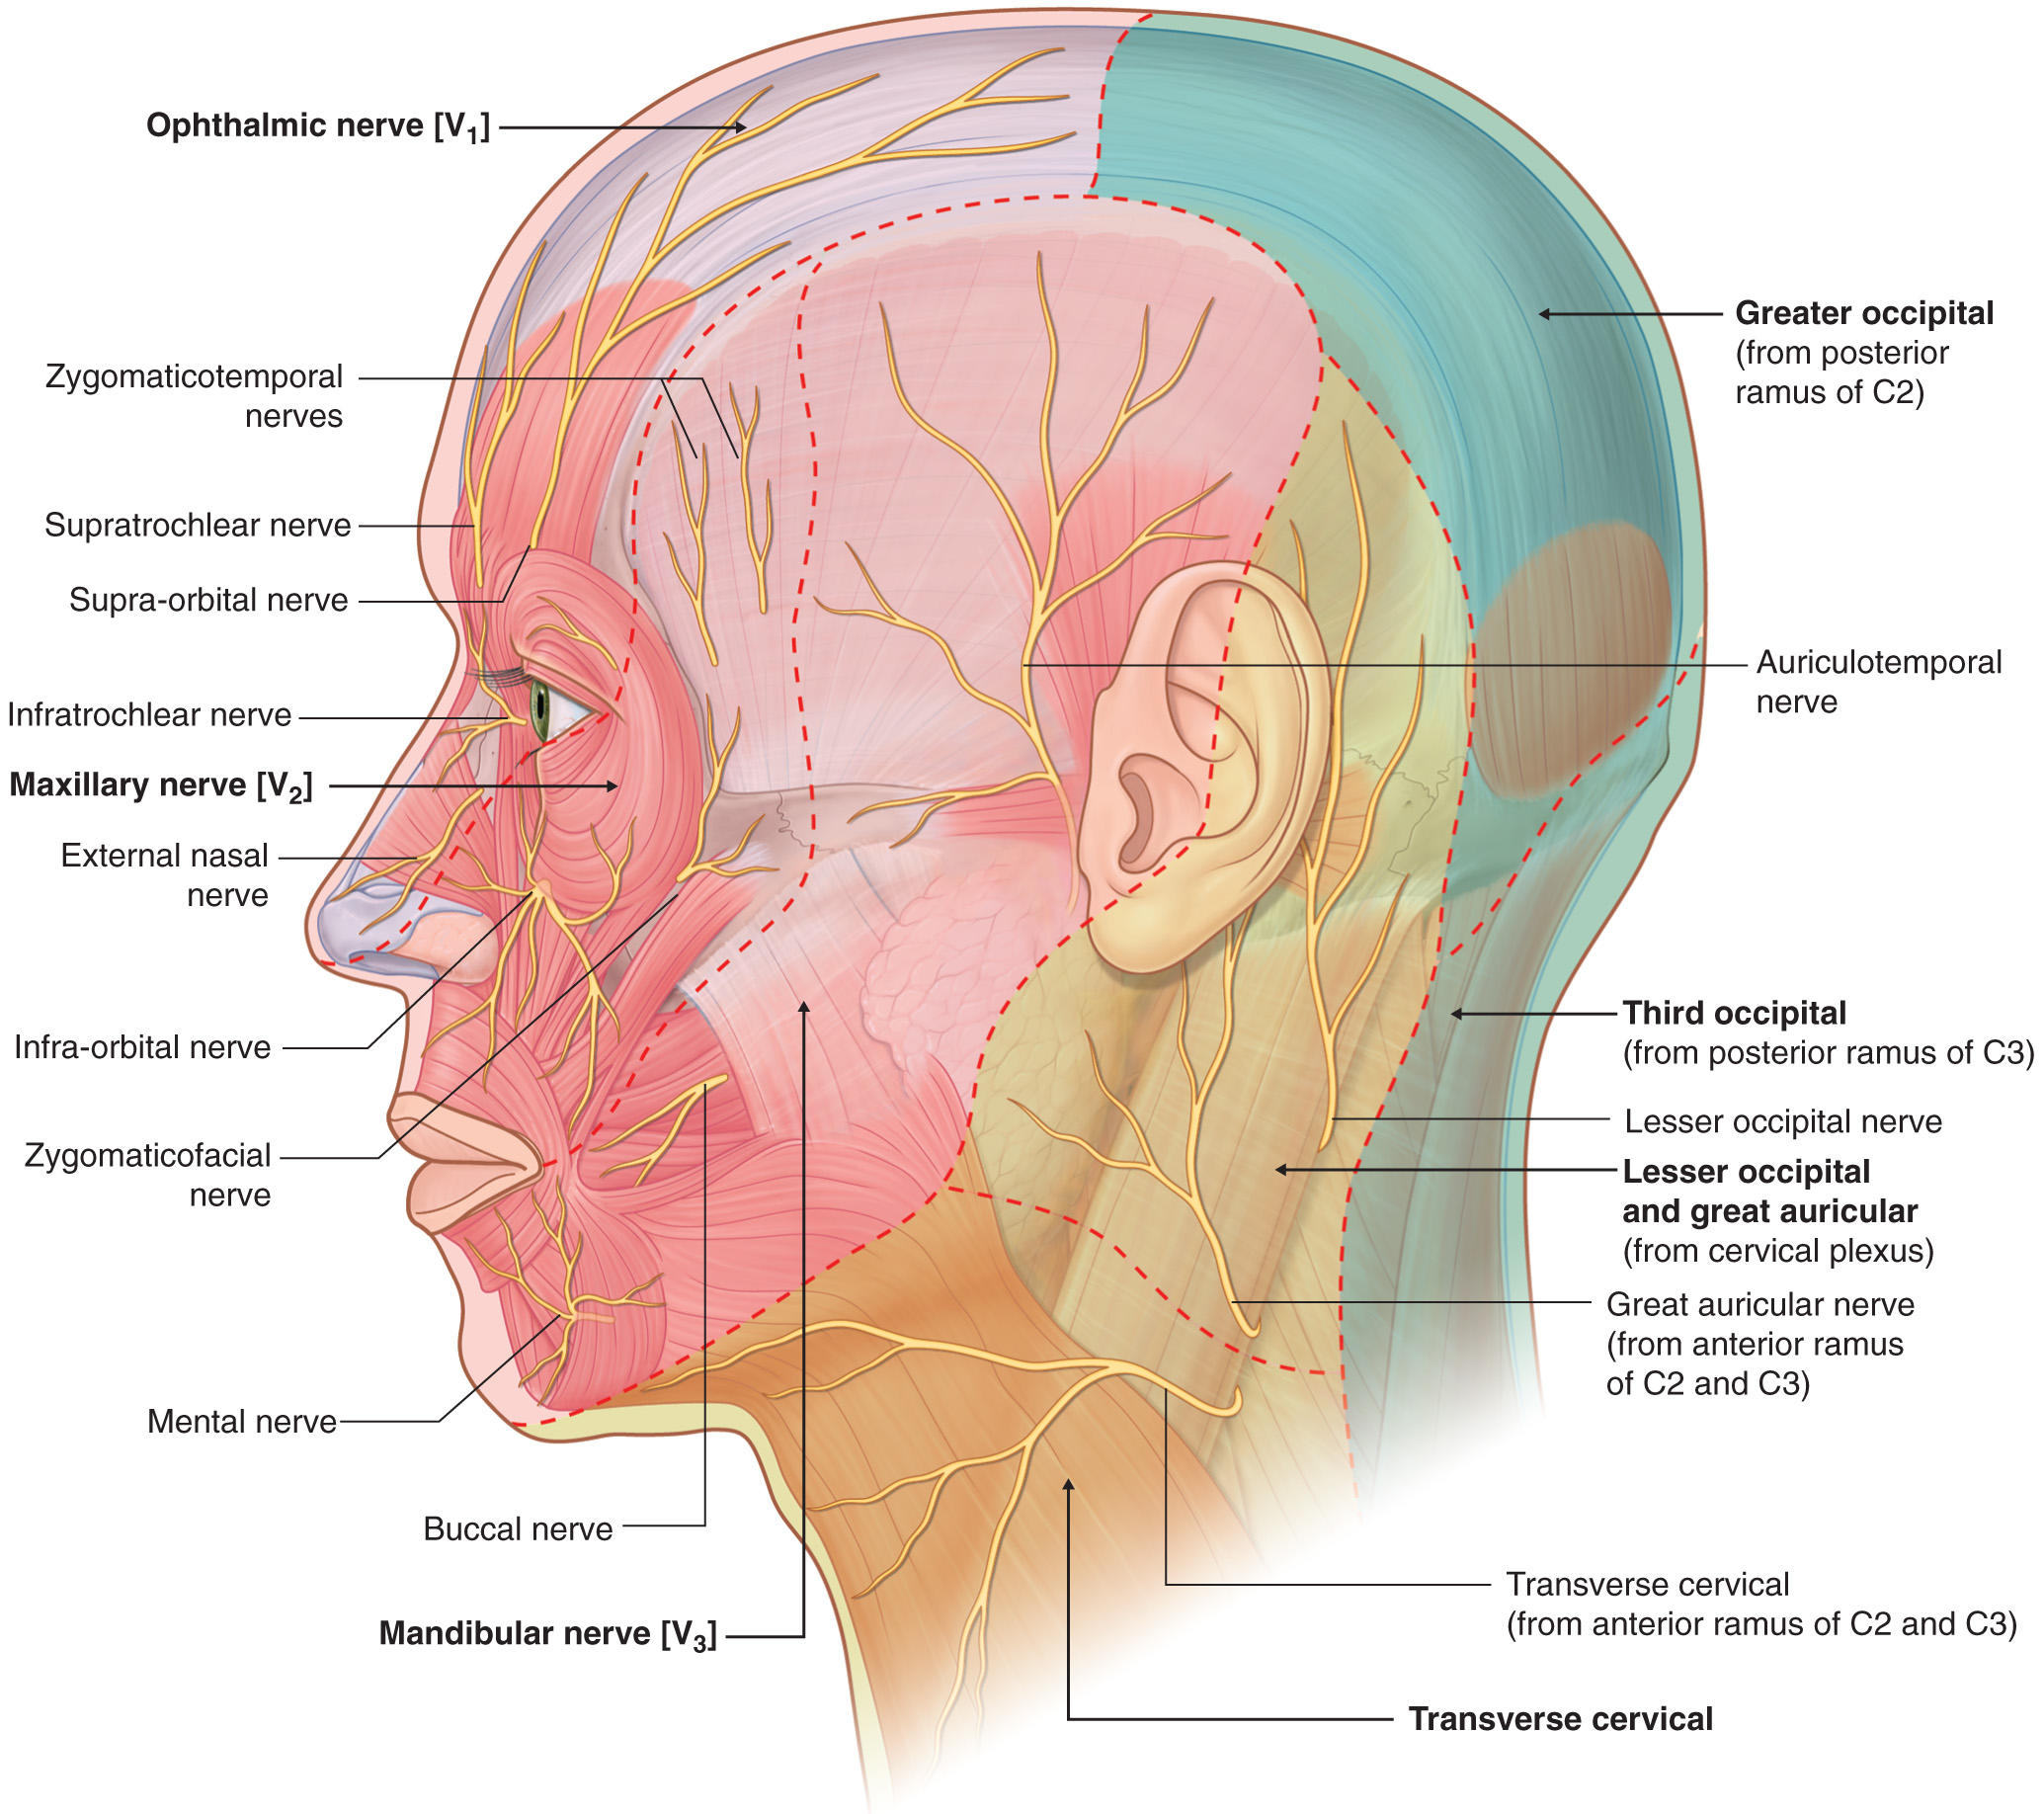 Ophthalmic nerve [V1]
Zygomaticotemporal
nerves
Supratrochlear nerve
Supra-orbital nerve
Infratrochlear nerve
Maxillary nerve [V2]
External nasal
nerve
Infra-orbital nerve
Zygomaticofacial
nerve
Mental nerve
Buccal nerve
Mandibular nerve [V3]
Greater occipital
(from posterior
ramus of C2)
Auriculotemporal
nerve
Third occipital
(from posterior ramus of C3)
Lesser occipital nerve
Lesser occipital
and great auricular
(from cervical plexus)
Great auricular nerve
(from anterior ramus
of C2 and C3)
Transverse cervical
(from anterior ramus of C2 and C3)
Transverse cervical